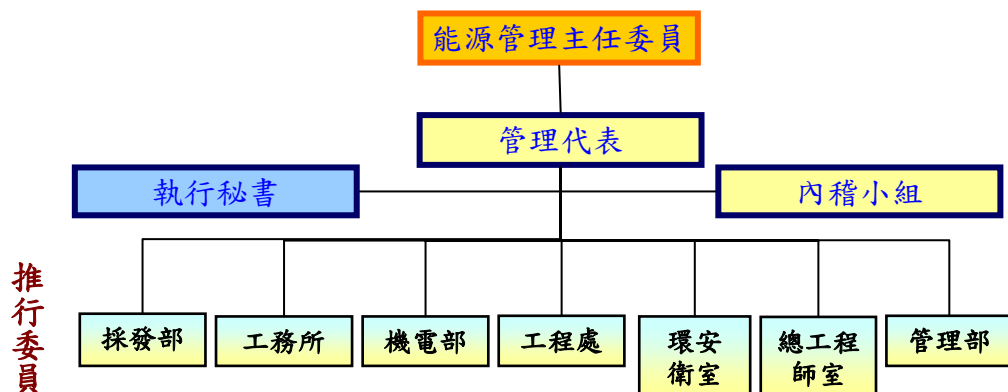 能源管理主任委員
管理代表
執行秘書
內稽小組
推行委員
採發部
工務所
機電部
工程處
環安
衛室
總工程
師室
管理部